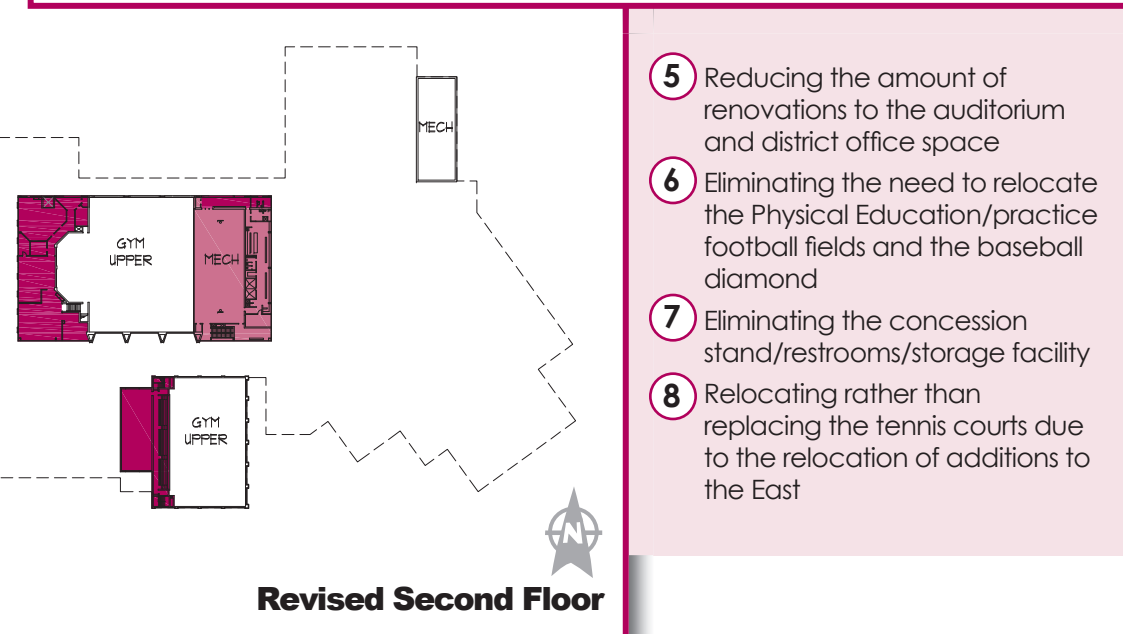 MECH
GYM
UPPER
MECH
GYM
UPPER
N
Revised Second Floor
5 Reducing the amount of
renovations to the auditorium
and district office space
6 Eliminating the need to relocate
the Physical Education/practice
football fields and the baseball
diamond
7 Eliminating the concession
stand/restrooms/storage facility
8 Relocating rather than
replacing the tennis courts due
to the relocation of additions to
the East